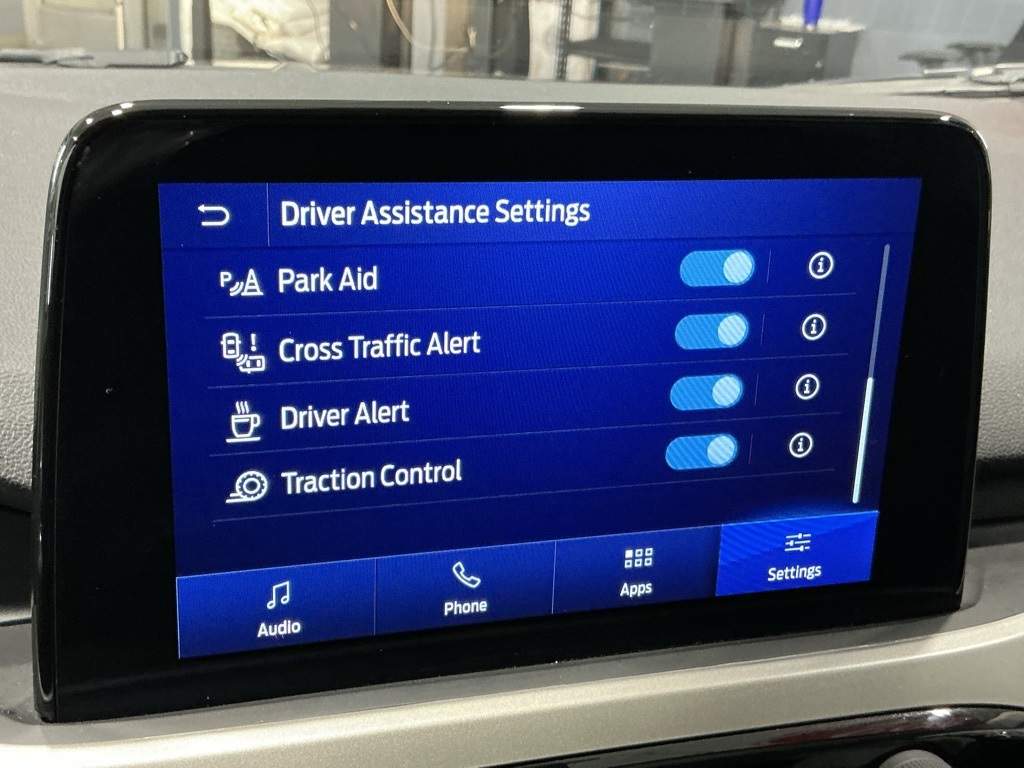 Driver Assistance Settings
P Park Aid
Cross Traffic Alert
Driver Alert
Traction Control
Audio
Phone
Apps
Settings